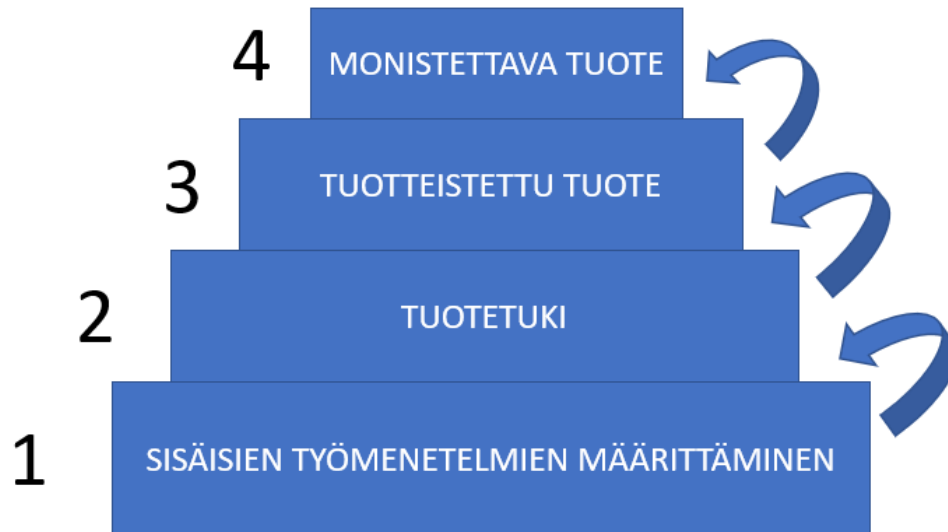 4
MONISTETTAVA TUOTE
3
TUOTTEISTETTU TUOTE
2
TUOTETUKI
1
SISÄISIEN TYÖMENETELMIEN MÄÄRITTÄMINEN